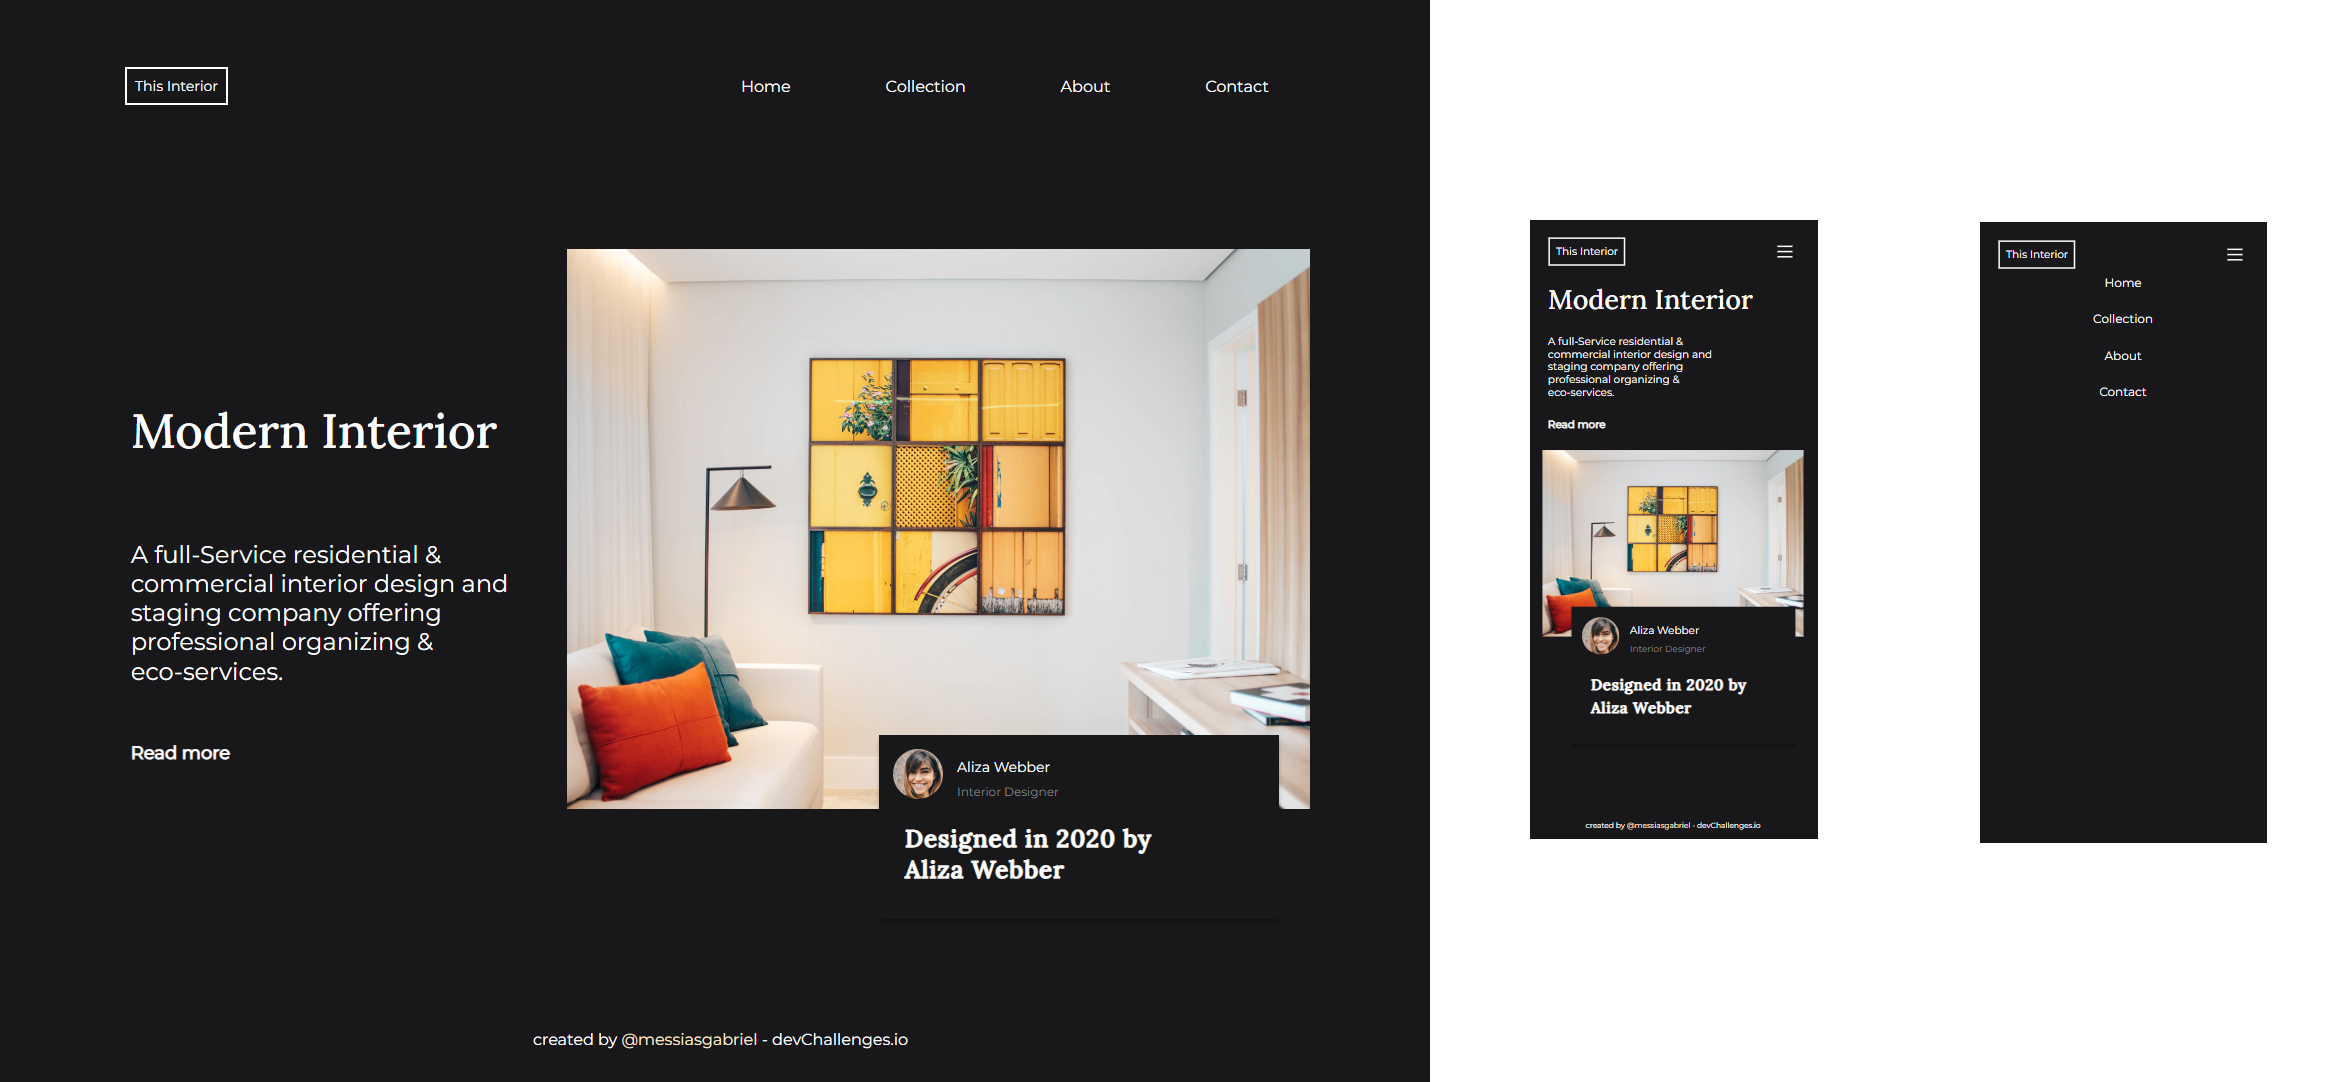 This Interior
Home
Collection
About
Contact
Modern Interior
A full-Service residential &
commercial interior design and
staging company offering
professional organizing &
eco-services.
Read more
Aliza Webber
Interior Designer
Designed in 2020 by
Aliza Webber
created by @messiasgabriel - devChallenges.io
This Interior
Modern Interior
A full-Service residential &
commercial interior design and
staging company offering
professional organizing &
eco-services.
Read more
Aliza Webber
Interior Designer
Designed in 2020 by
Aliza Webber
created by @messiasgabriel - devChallenges.io
This Interior
Home
Collection
About
Contact